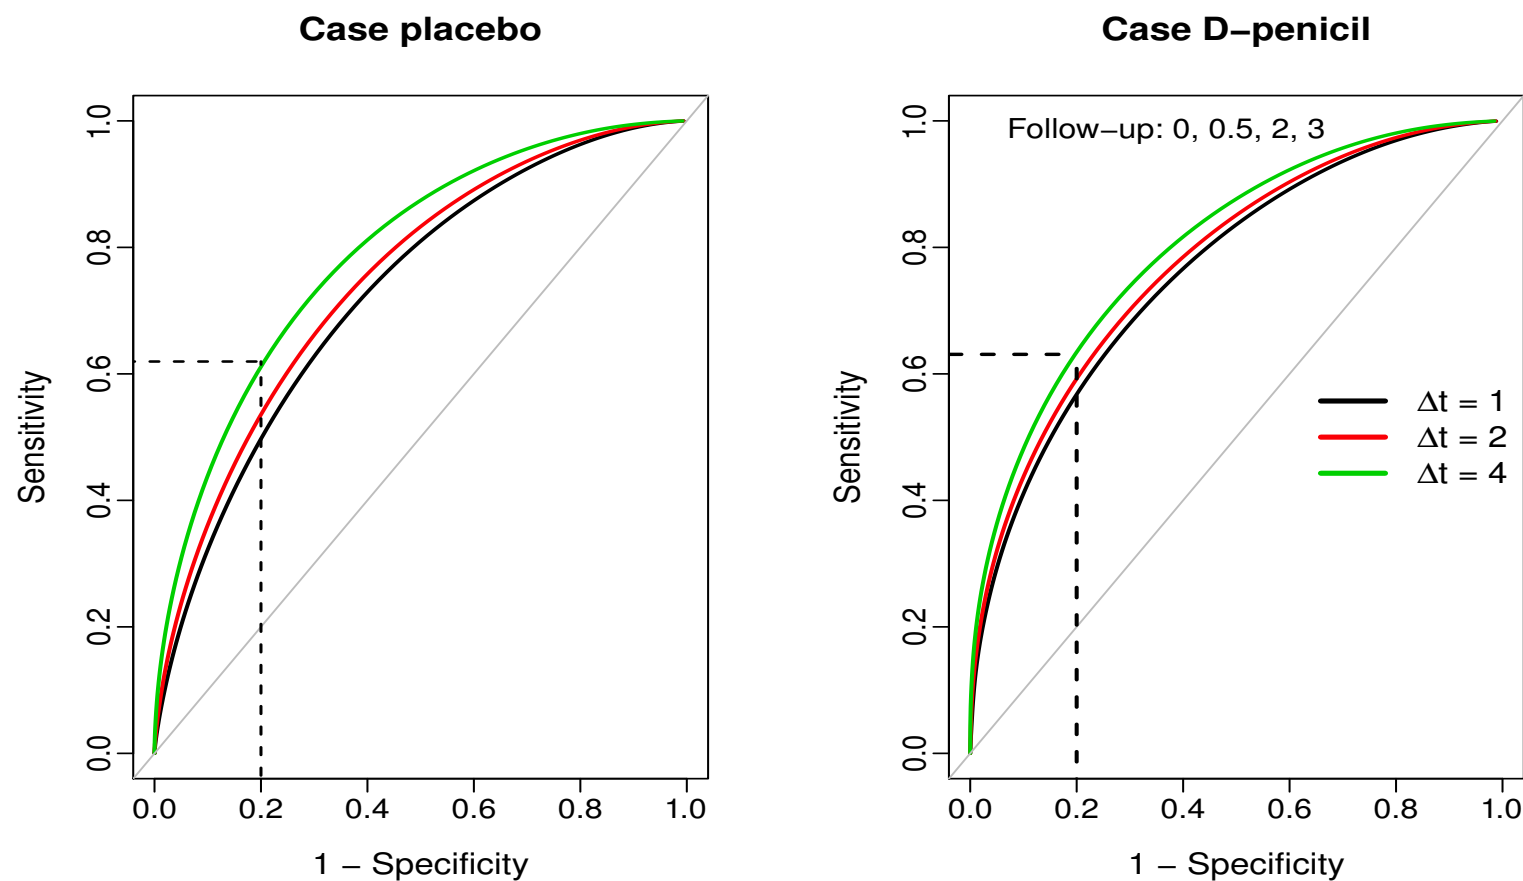 Case placebo
Sensitivity
1.0
0.8
0.6
0.4
0.2
0.0
0.0 0.2 0.4 0.6 0.8 1.0
1 − Specificity
Case D−penicil
Sensitivity
1.0
0.8
0.6
0.4
0.2
0.0
Follow−up: 0, 0.5, 2, 3
Δt = 1
Δt = 2
Δt = 4
0.0 0.2 0.4 0.6 0.8 1.0
1 − Specificity